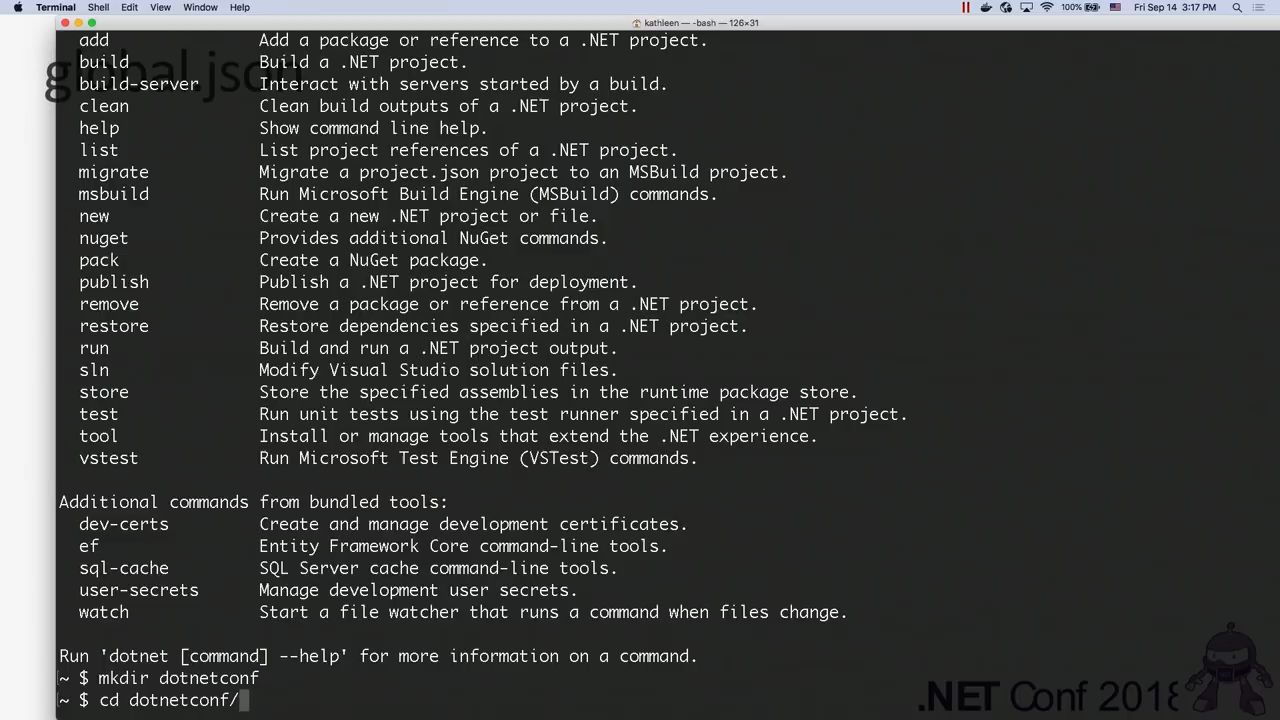 Terminal Shell Edit View Window Help 100% Fri Sep 14 3:17 PM
kathleen — -bash — 126×31
global.json
add Add a package or reference to a .NET project.
build Build a .NET project.
build-server Interact with servers started by a build.
clean Clean build outputs of a .NET project.
help Show command line help.
list List project references of a .NET project.
migrate Migrate a project.json project to an MSBuild project.
msbuild Run Microsoft Build Engine (MSBuild) commands.
new Create a new .NET project or file.
nuget Provides additional NuGet commands.
pack Create a NuGet package.
publish Publish a .NET project for deployment.
remove Remove a package or reference from a .NET project.
restore Restore dependencies specified in a .NET project.
run Build and run a .NET project output.
sln Modify Visual Studio solution files.
store Store the specified assemblies in the runtime package store.
test Run unit tests using the test runner specified in a .NET project.
tool Install or manage tools that extend the .NET experience.
vstest Run Microsoft Test Engine (VSTest) commands.
Additional commands from bundled tools:
dev-certs Create and manage development certificates.
ef Entity Framework Core command-line tools.
sql-cache SQL Server cache command-line tools.
user-secrets Manage development user secrets.
watch Start a file watcher that runs a command when files change.
Run 'dotnet [command] --help' for more information on a command.
~ $ mkdir dotnetconf
~ $ cd dotnetconf/
.NET Conf 2018